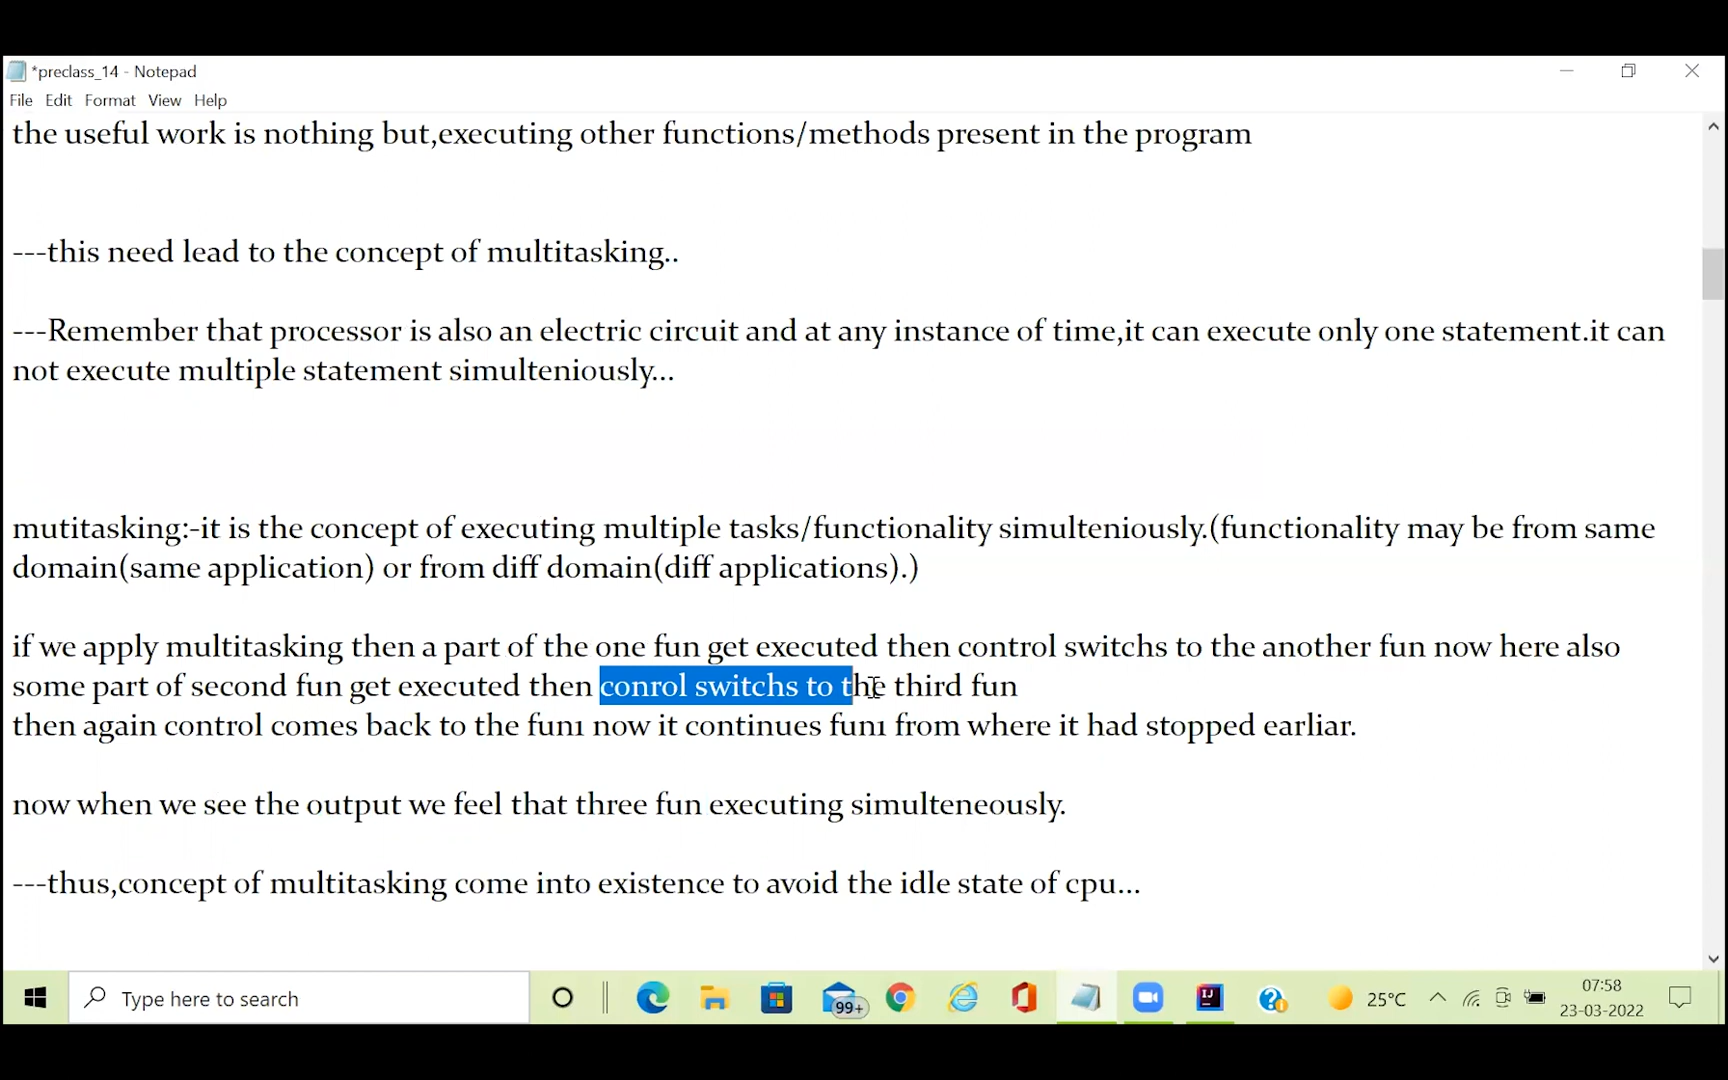 *preclass_14 - Notepad
File Edit Format View Help
the useful work is nothing but,executing other functions/methods present in the program
---this need lead to the concept of multitasking..
---Remember that processor is also an electric circuit and at any instance of time,it can execute only one statement.it can
not execute multiple statement simulteniously...
mutitasking:-it is the concept of executing multiple tasks/functionality simulteniously.(functionality may be from same
domain(same application) or from diff domain(diff applications).)
if we apply multitasking then a part of the one fun get executed then control switchs to the another fun now here also
some part of second fun get executed then conrol switchs to the third fun
then again control comes back to the fun1 now it continues fun1 from where it had stopped earliar.
now when we see the output we feel that three fun executing simulteneously.
---thus,concept of multitasking come into existence to avoid the idle state of cpu...
Type here to search
99+
IJ
25°C
07:58
23-03-2022